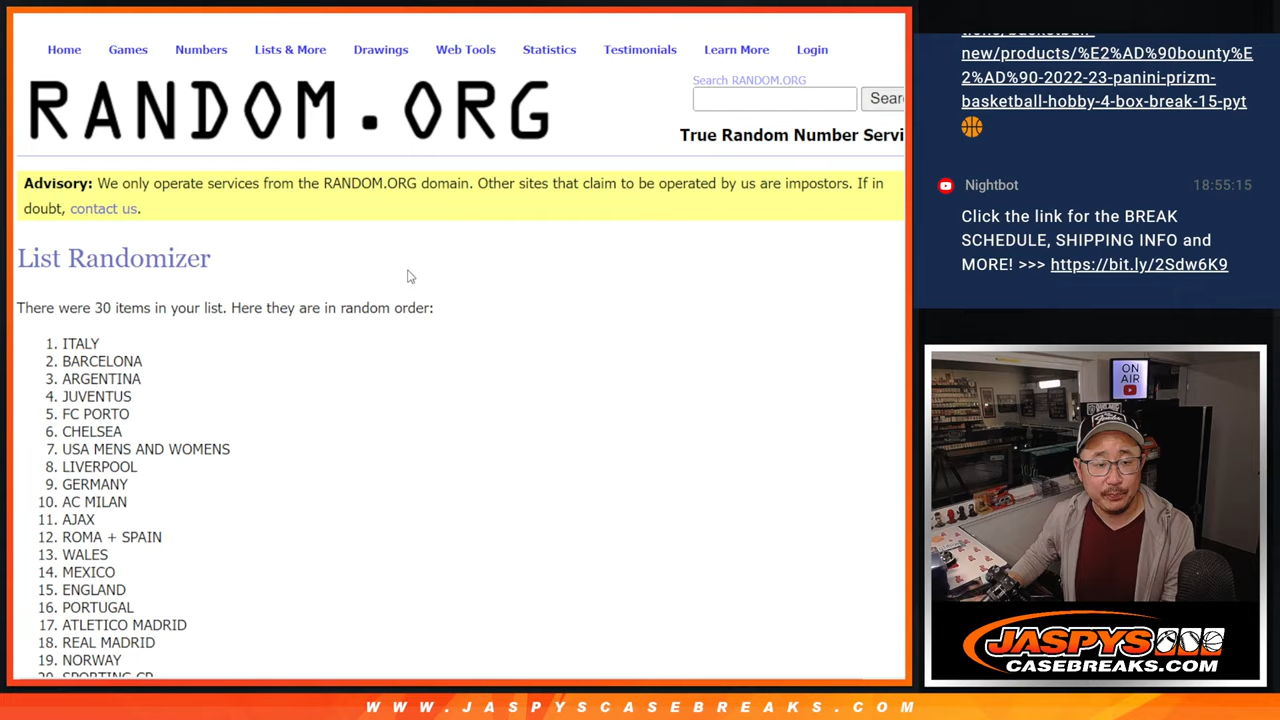 Home Games Numbers Lists & More Drawings Web Tools Statistics Testimonials Learn More Login
RANDOM.ORG
Search RANDOM.ORG
Sear
True Random Number Servi
Advisory: We only operate services from the RANDOM.ORG domain. Other sites that claim to be operated by us are impostors. If in
doubt, contact us.
List Randomizer
There were 30 items in your list. Here they are in random order:
1. ITALY
2. BARCELONA
3. ARGENTINA
4. JUVENTUS
5. FC PORTO
6. CHELSEA
7. USA MENS AND WOMENS
8. LIVERPOOL
9. GERMANY
10. AC MILAN
11. AJAX
12. ROMA + SPAIN
13. WALES
14. MEXICO
15. ENGLAND
16. PORTUGAL
17. ATLETICO MADRID
18. REAL MADRID
19. NORWAY
20. SPORTING CP
tions/basketball-
new/products/%E2%AD%90bounty%E
2%AD%90-2022-23-panini-prizm-
basketball-hobby-4-box-break-15-pyt
Nightbot 18:55:15
Click the link for the BREAK
SCHEDULE, SHIPPING INFO and
MORE! >>> https://bit.ly/2Sdw6K9
ON
AIR
JASPYS
CASEBREAKS.COM
WWW.JASPYSCASEBREAKS.COM